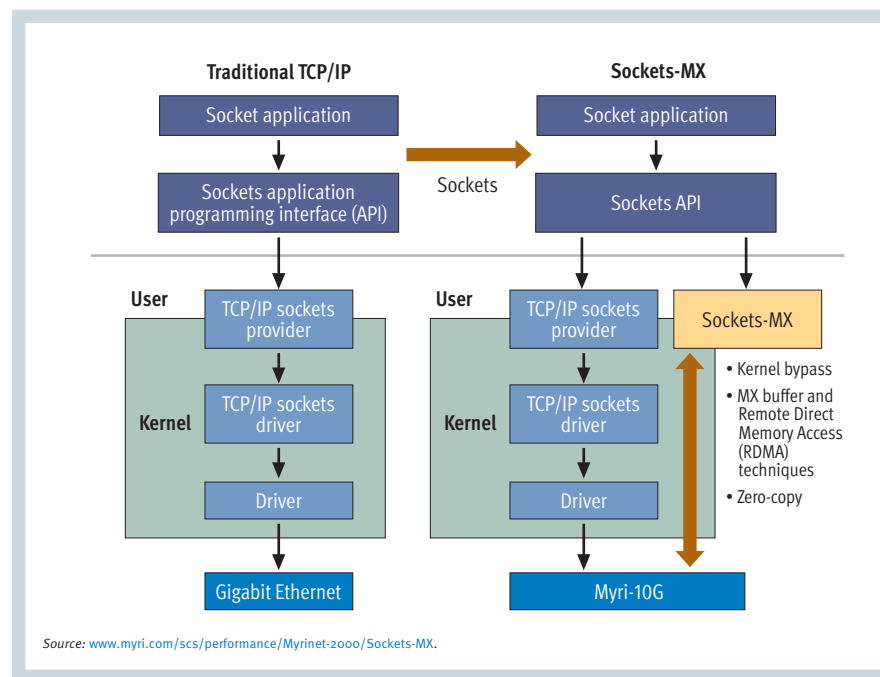 Traditional TCP/IP
Socket application
Sockets application
programming interface (API)
Sockets
Sockets-MX
Socket application
Sockets API
User
TCP/IP sockets
provider
Kernel
TCP/IP sockets
driver
Driver
Gigabit Ethernet
User
TCP/IP sockets
provider
Kernel
TCP/IP sockets
driver
Driver
Myri-10G
Sockets-MX
• Kernel bypass
• MX buffer and
Remote Direct
Memory Access
(RDMA)
techniques
• Zero-copy
Source: www.myri.com/scs/performance/Myrinet-2000/Sockets-MX.